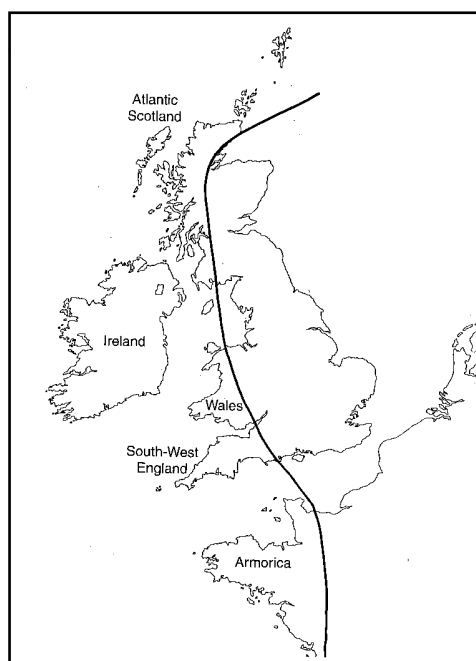 Atlantic
Scotland
Ireland
Wales
South-West
England
Armorica